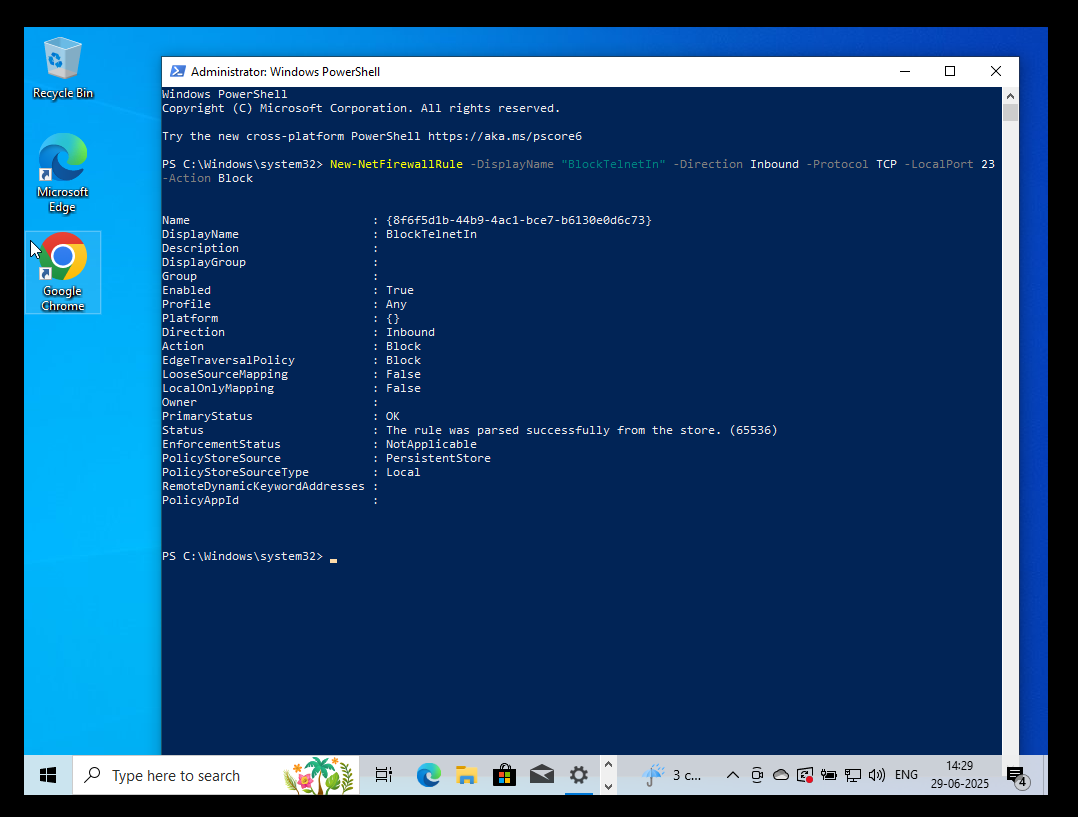 Recycle Bin
Microsoft
Edge
Google
Chrome
Administrator: Windows PowerShell
Windows PowerShell
Copyright (C) Microsoft Corporation. All rights reserved.
Try the new cross-platform PowerShell https://aka.ms/pscore6
PS C:\Windows\system32> New-NetFirewallRule -DisplayName "BlockTelnetIn" -Direction Inbound -Protocol TCP -LocalPort 23
-Action Block
Name : {8f6f5d1b-44b9-4ac1-bce7-b6130e0d6c73}
DisplayName : BlockTelnetIn
Description :
DisplayGroup :
Group :
Enabled : True
Profile : Any
Platform : {}
Direction : Inbound
Action : Block
EdgeTraversalPolicy : Block
LooseSourceMapping : False
LocalOnlyMapping : False
Owner :
PrimaryStatus : OK
Status : The rule was parsed successfully from the store. (65536)
EnforcementStatus : NotApplicable
PolicyStoreSource : PersistentStore
PolicyStoreSourceType : Local
RemoteDynamicKeywordAddresses :
PolicyAppId :
PS C:\Windows\system32>
Type here to search
3 c...
ENG
14:29
29-06-2025
4